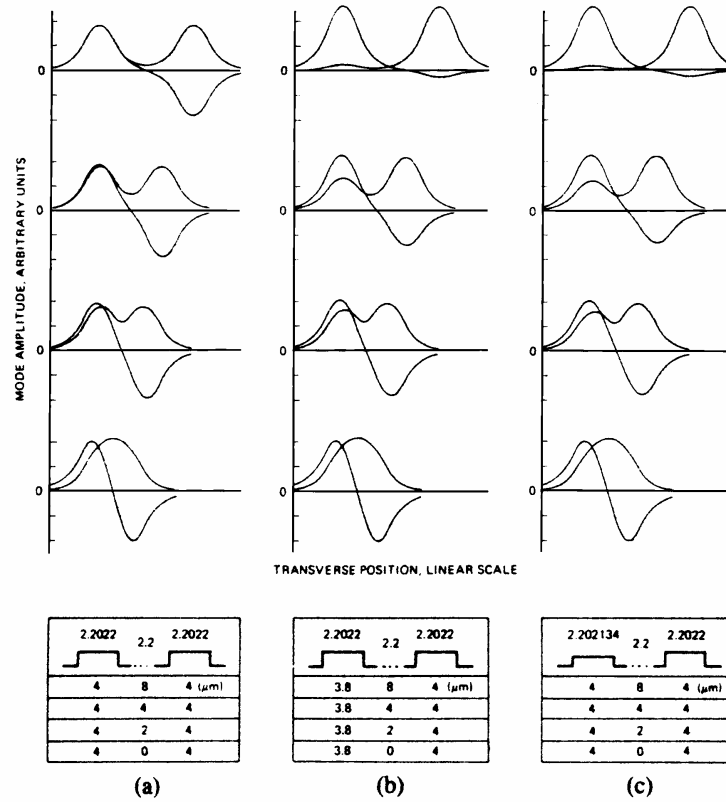 MODE AMPLITUDE, ARBITRARY UNITS
0 0 0
0 0 0
0 0 0
0 0 0
TRANSVERSE POSITION, LINEAR SCALE
2.2022 2.2 2.2022
4 8 4 (μm)
4 4 4
4 2 4
4 0 4
(a)
2.2022 2.2 2.2022
3.8 8 4 (μm)
3.8 4 4
3.8 2 4
3.8 0 4
(b)
2.202134 2.2 2.2022
4 8 4 (μm)
4 4 4
4 2 4
4 0 4
(c)